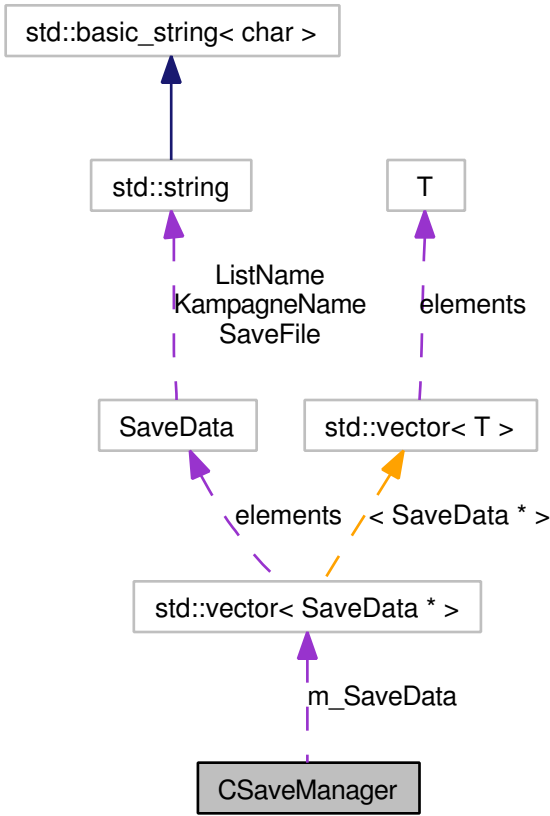 std::basic_string< char >
std::string
T
ListName
KampagneName
SaveFile
elements
SaveData
std::vector< T >
elements
< SaveData * >
std::vector< SaveData * >
m_SaveData
CSaveManager